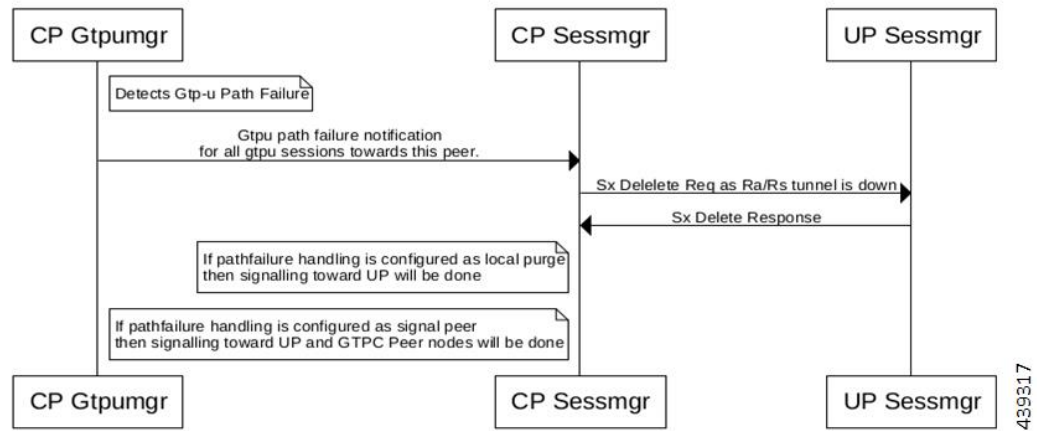 CP Gtpumgr
CP Sessmgr
UP Sessmgr
Detects Gtp-u Path Failure
Gtpu path failure notification
for all gtpu sessions towards this peer.
Sx Delelete Req as Ra/Rs tunnel is down
Sx Delete Response
If pathfailure handling is configured as local purge
then signalling toward UP will be done
If pathfailure handling is configured as signal peer
then signalling toward UP and GTPC Peer nodes will be done
CP Gtpumgr
CP Sessmgr
UP Sessmgr
439317